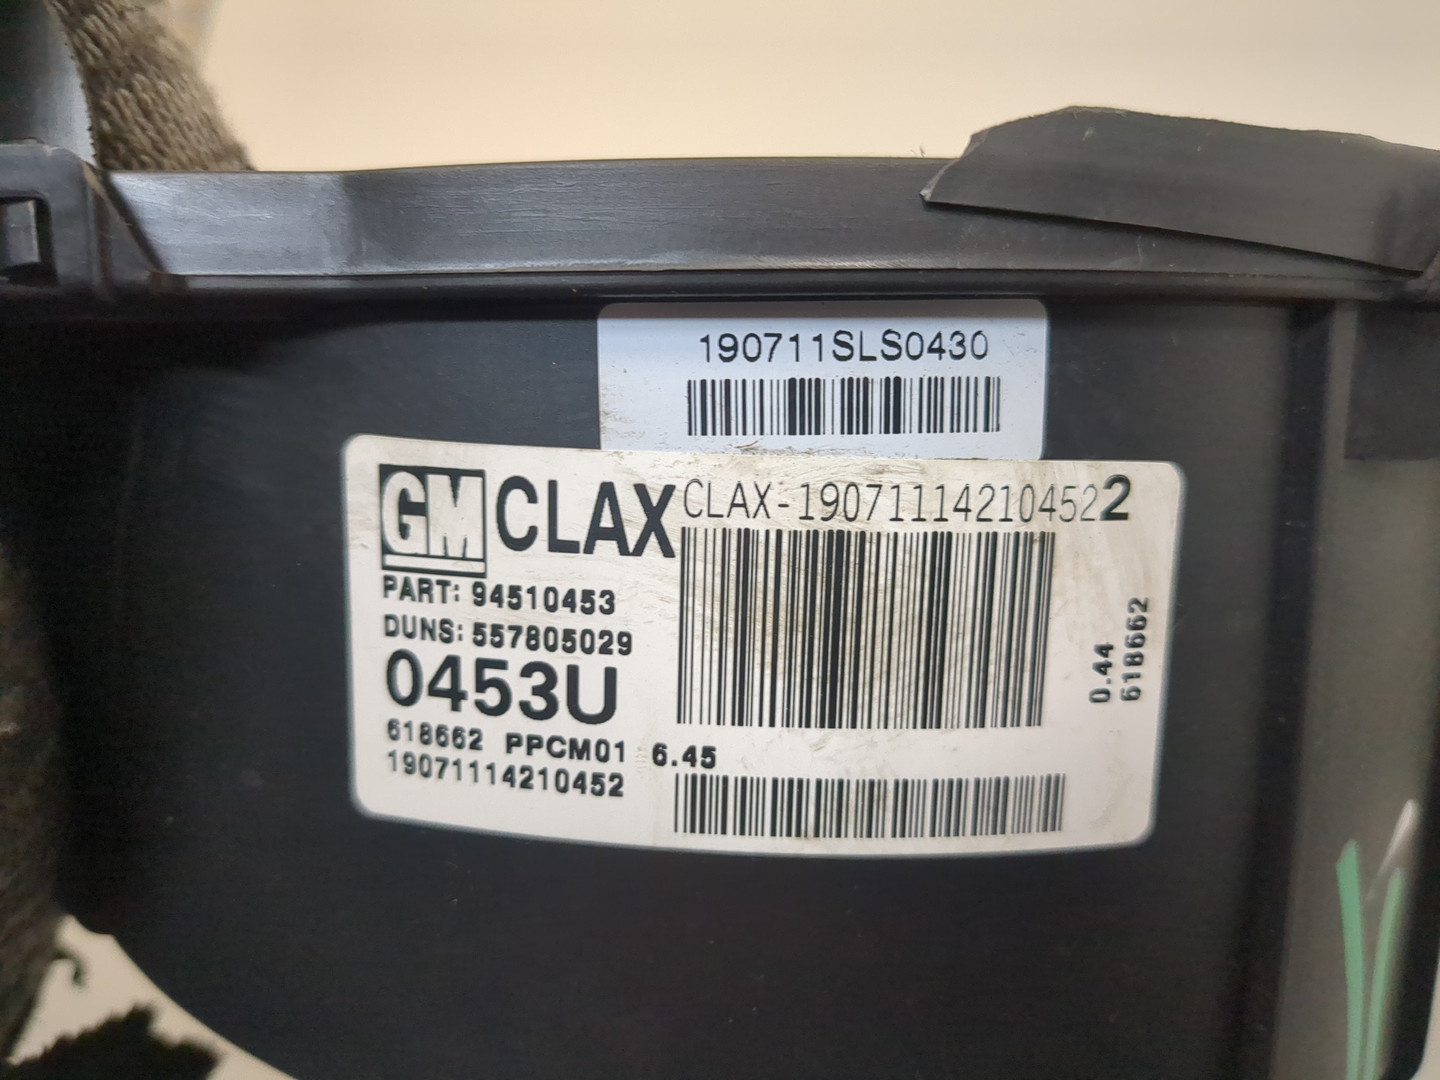 190711SLS0430
GM CLAX CLAX-190711142104522
PART: 94510453
DUNS: 557805029
0453U
618662 PPCM01 6.45
19071114210452
0.44
618662